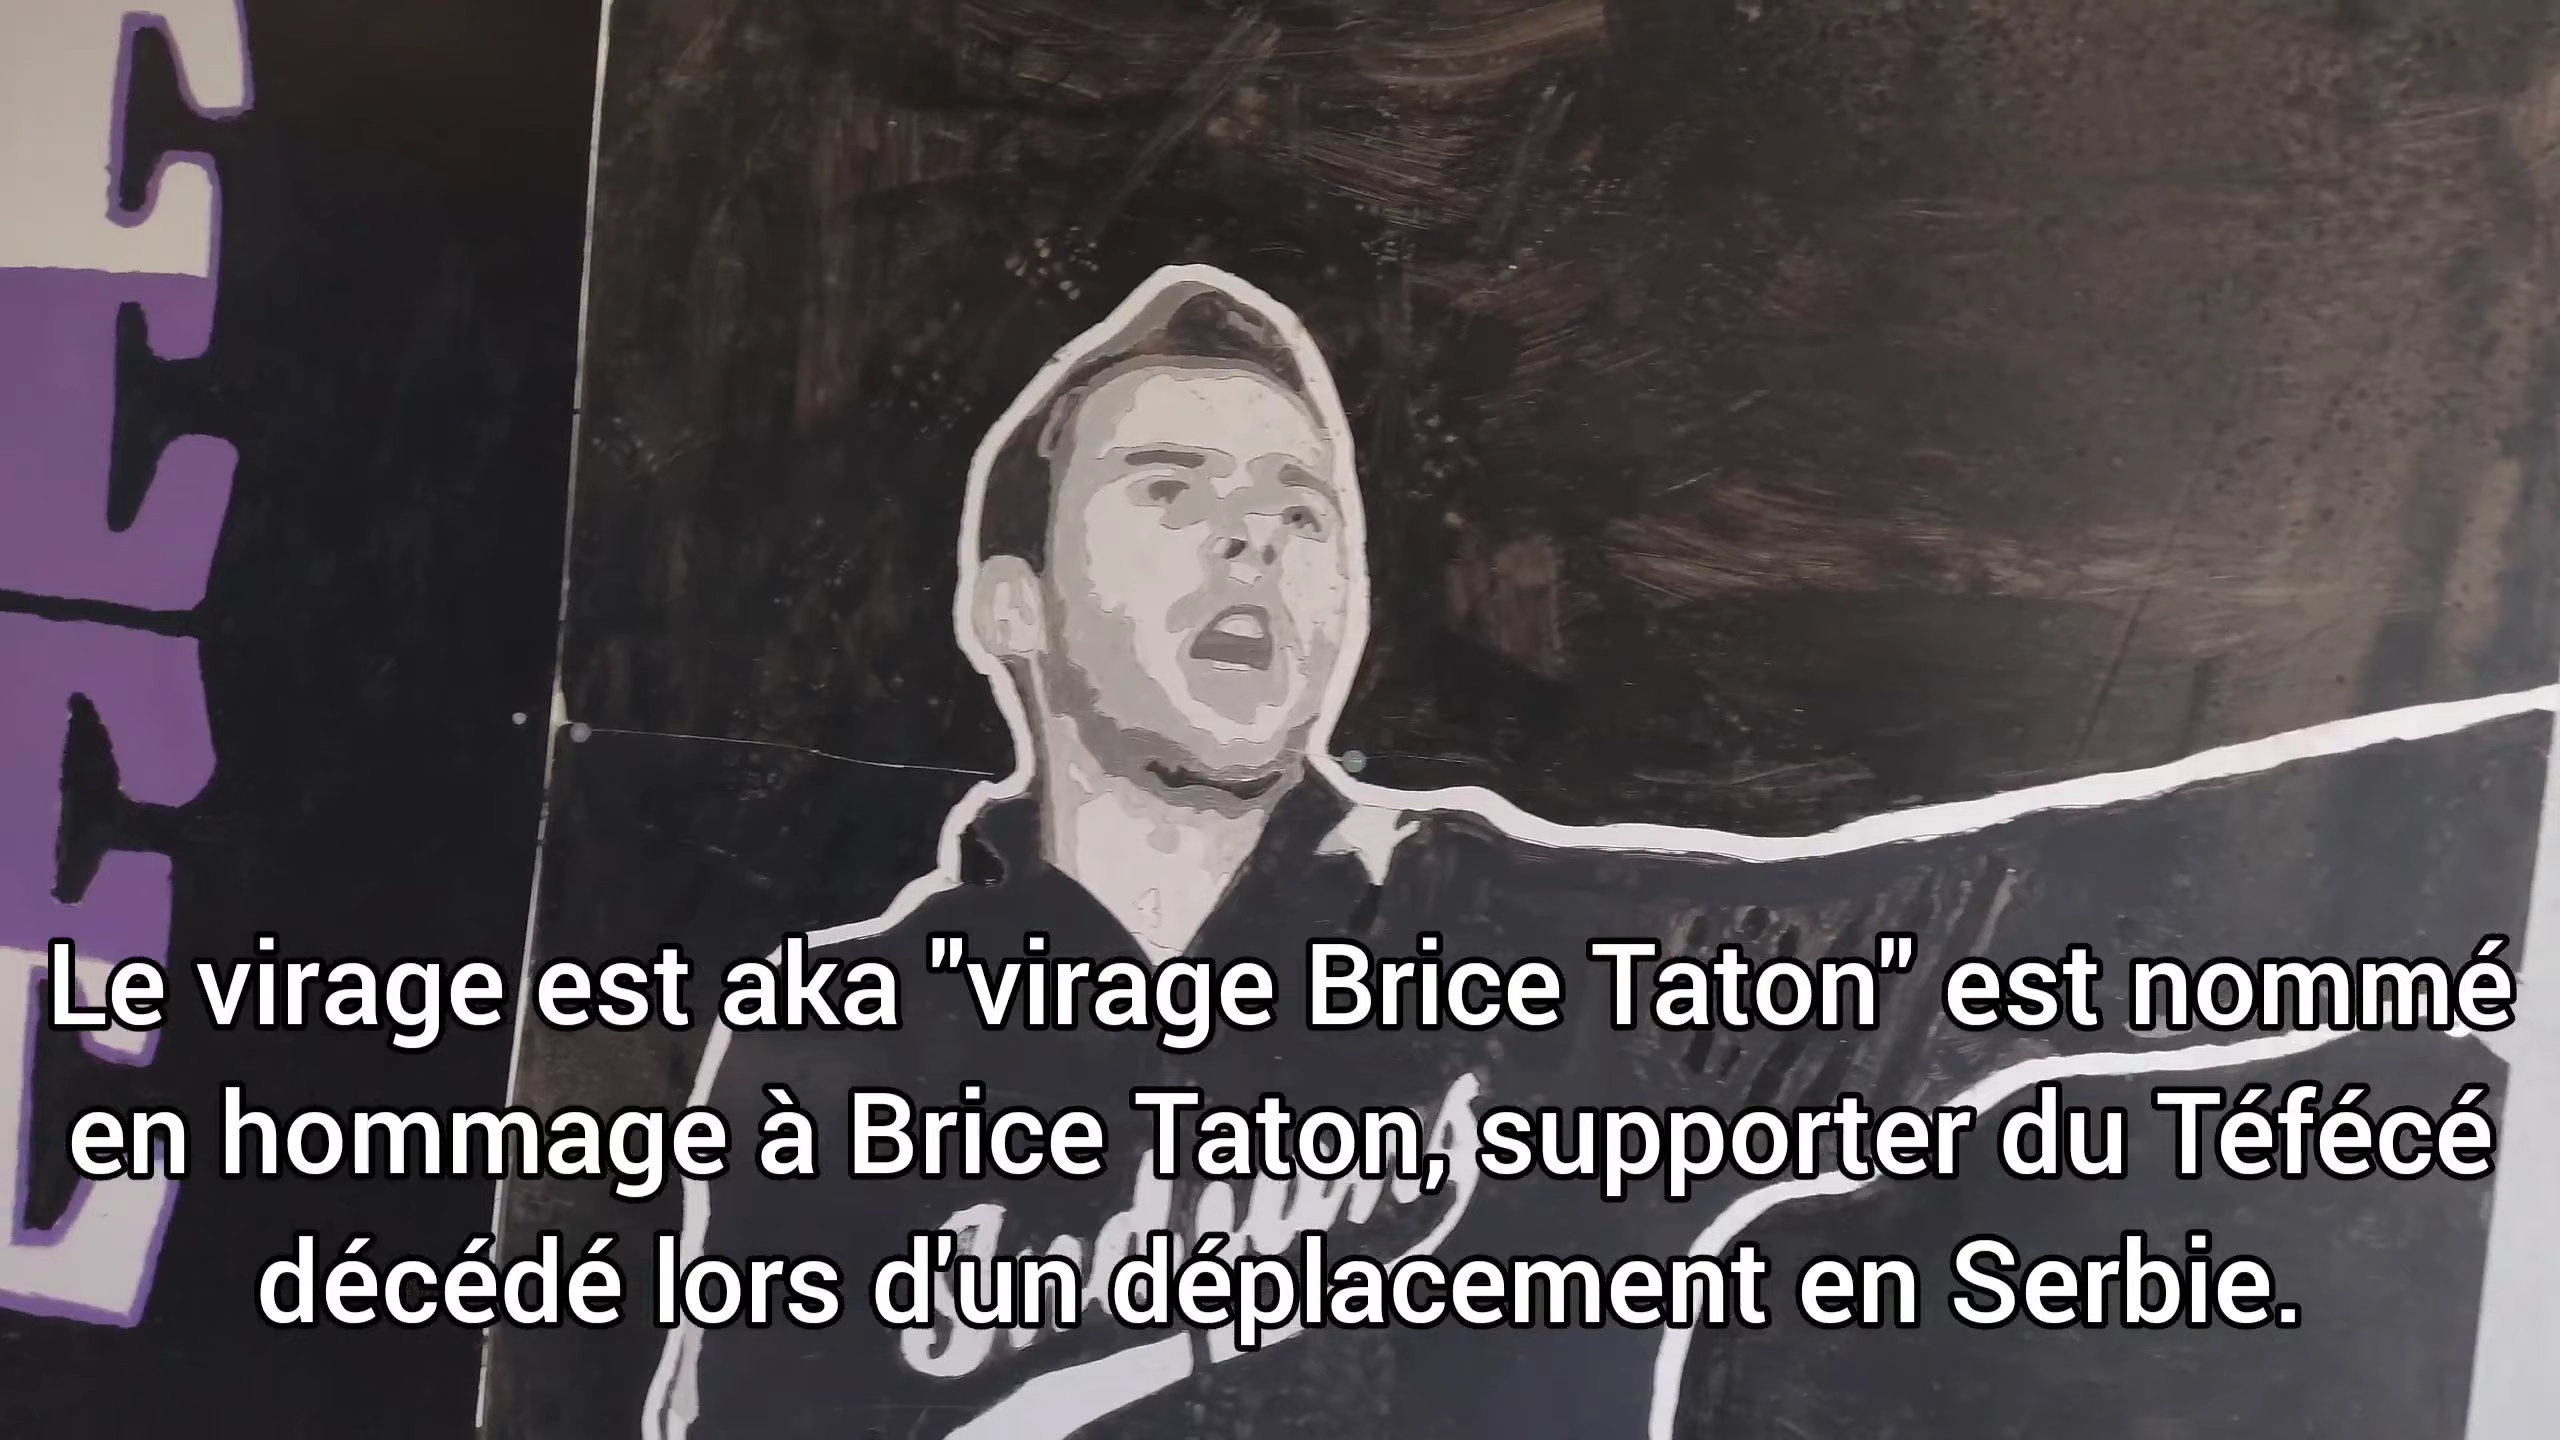 Le virage est aka "virage Brice Taton" est nommé
en hommage à Brice Taton, supporter du Téfécé
décédé lors d'un déplacement en Serbie.
Indians